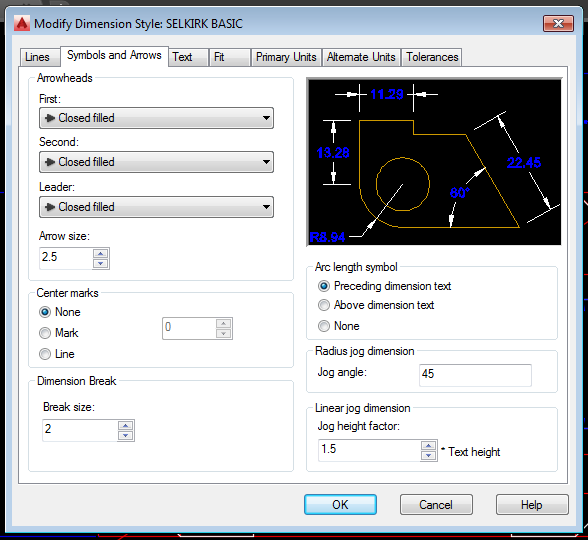 Modify Dimension Style: SELKIRK BASIC
Lines
Symbols and Arrows
Text
Fit
Primary Units
Alternate Units
Tolerances
Arrowheads
First:
Closed filled
Second:
Closed filled
Leader:
Closed filled
Arrow size:
2.5
Center marks
None
Mark
0
Line
Dimension Break
Break size:
2
11.23
13.28
22.45
60°
R8.94
Arc length symbol
Preceding dimension text
Above dimension text
None
Radius jog dimension
Jog angle:
45
Linear jog dimension
Jog height factor:
1.5
* Text height
OK
Cancel
Help